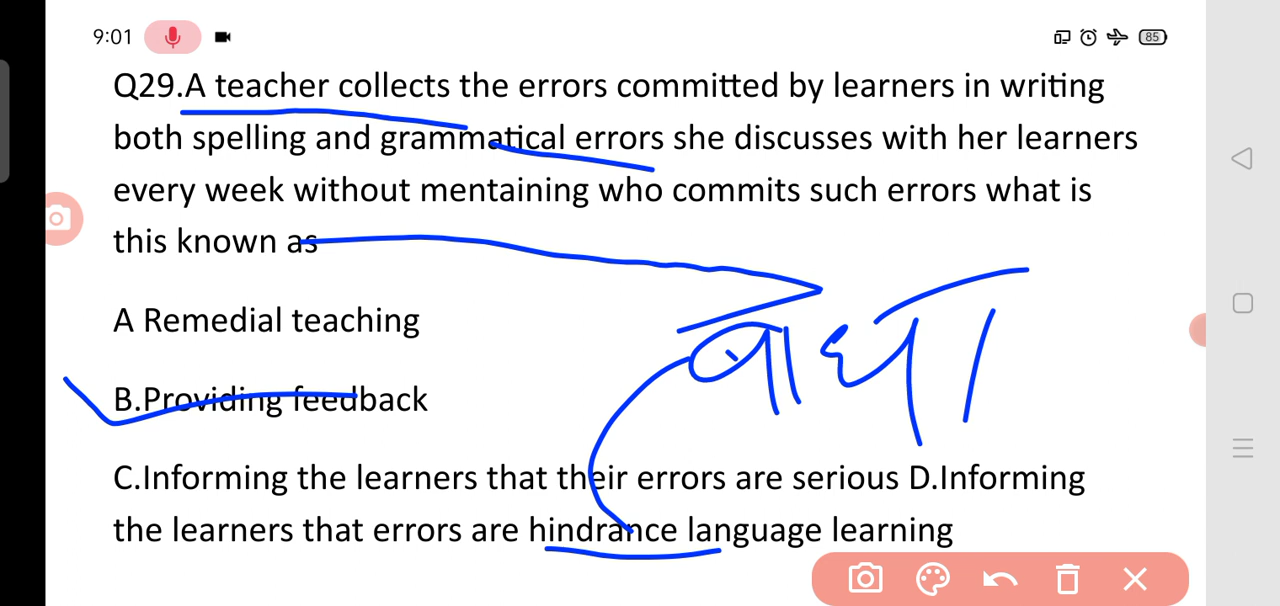 9:01
85
Q29.A teacher collects the errors committed by learners in writing
both spelling and grammatical errors she discusses with her learners
every week without mentaining who commits such errors what is
this known as
A Remedial teaching
बाधा
B.Providing feedback
C.Informing the learners that their errors are serious D.Informing
the learners that errors are hindrance language learning